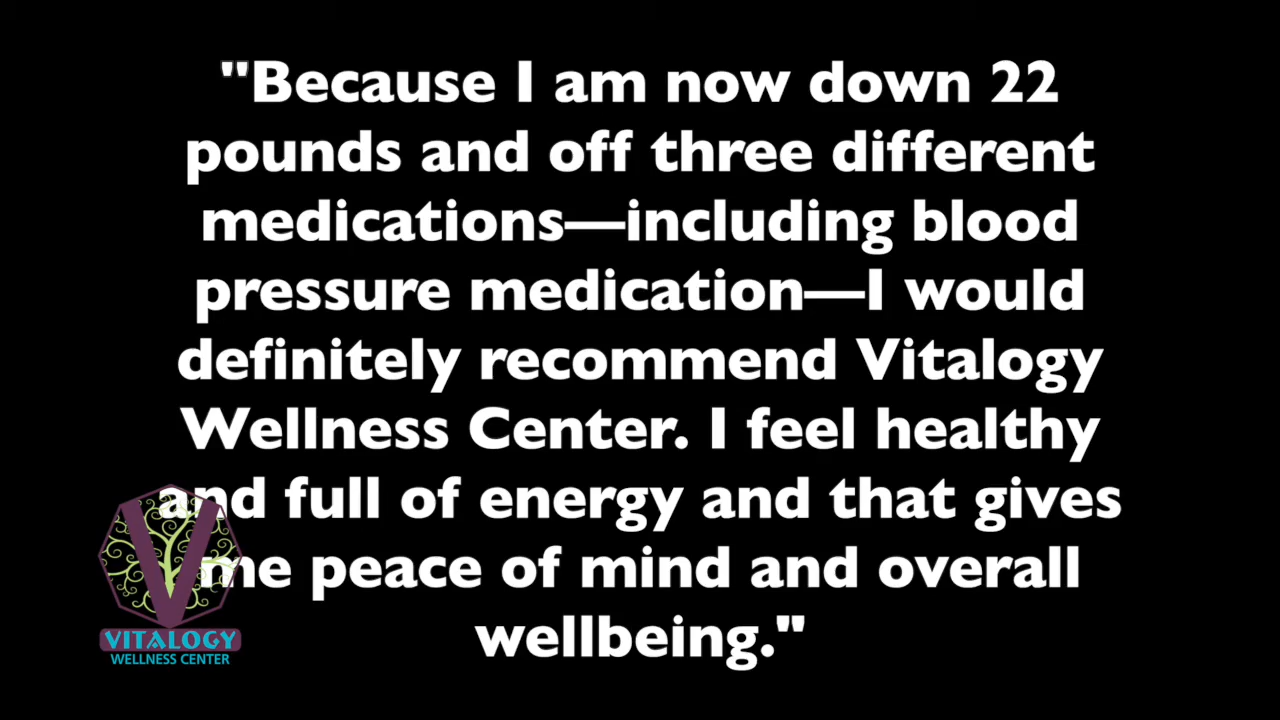 "Because I am now down 22
pounds and off three different
medications—including blood
pressure medication—I would
definitely recommend Vitalogy
Wellness Center. I feel healthy
and full of energy and that gives
me peace of mind and overall
wellbeing."
V
VITALOGY
WELLNESS CENTER